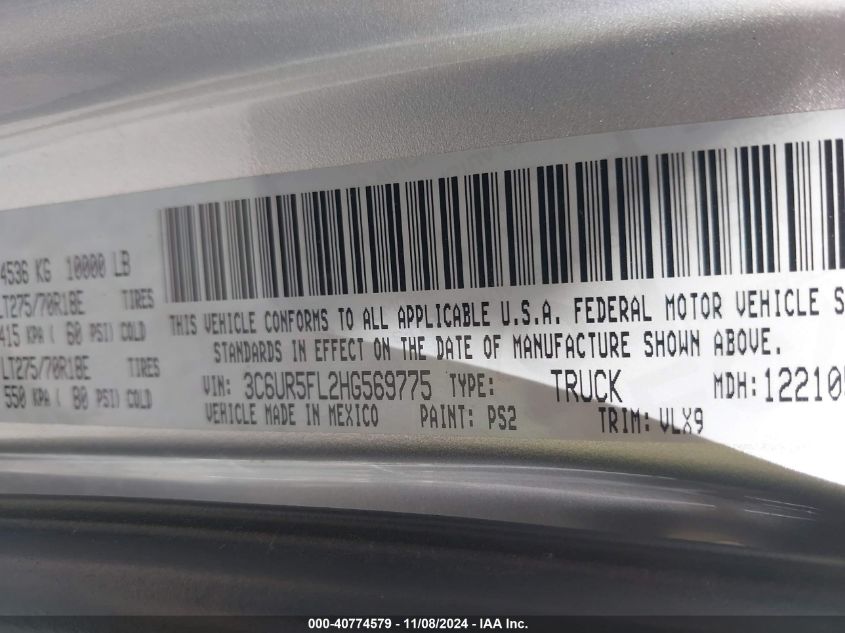 4536 KG 10000 LB
LT275/70R18E TIRES
415 KPA ( 60 PSI) COLD
LT275/70R18E TIRES
550 KPA ( 80 PSI) COLD
THIS VEHICLE CONFORMS TO ALL APPLICABLE U.S.A. FEDERAL MOTOR VEHICLE S
STANDARDS IN EFFECT ON THE DATE OF MANUFACTURE SHOWN ABOVE.
VIN: 3C6UR5FL2HG569775 TYPE: TRUCK MDH: 122105
VEHICLE MADE IN MEXICO PAINT: PS2 TRIM: VLX9
000-40774579 - 11/08/2024 - IAA Inc.